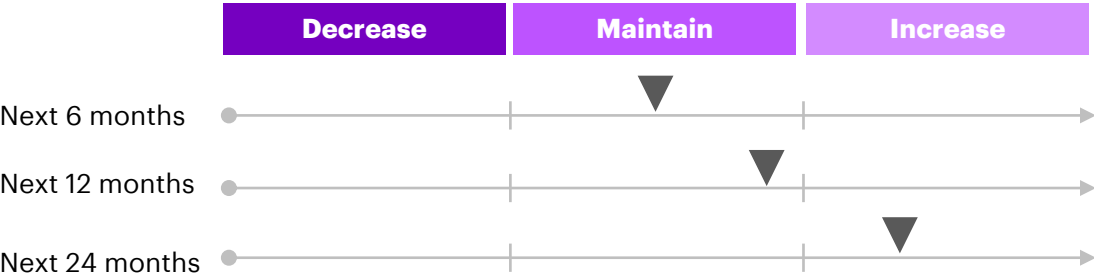 Decrease Maintain Increase
Next 6 months
Next 12 months
Next 24 months